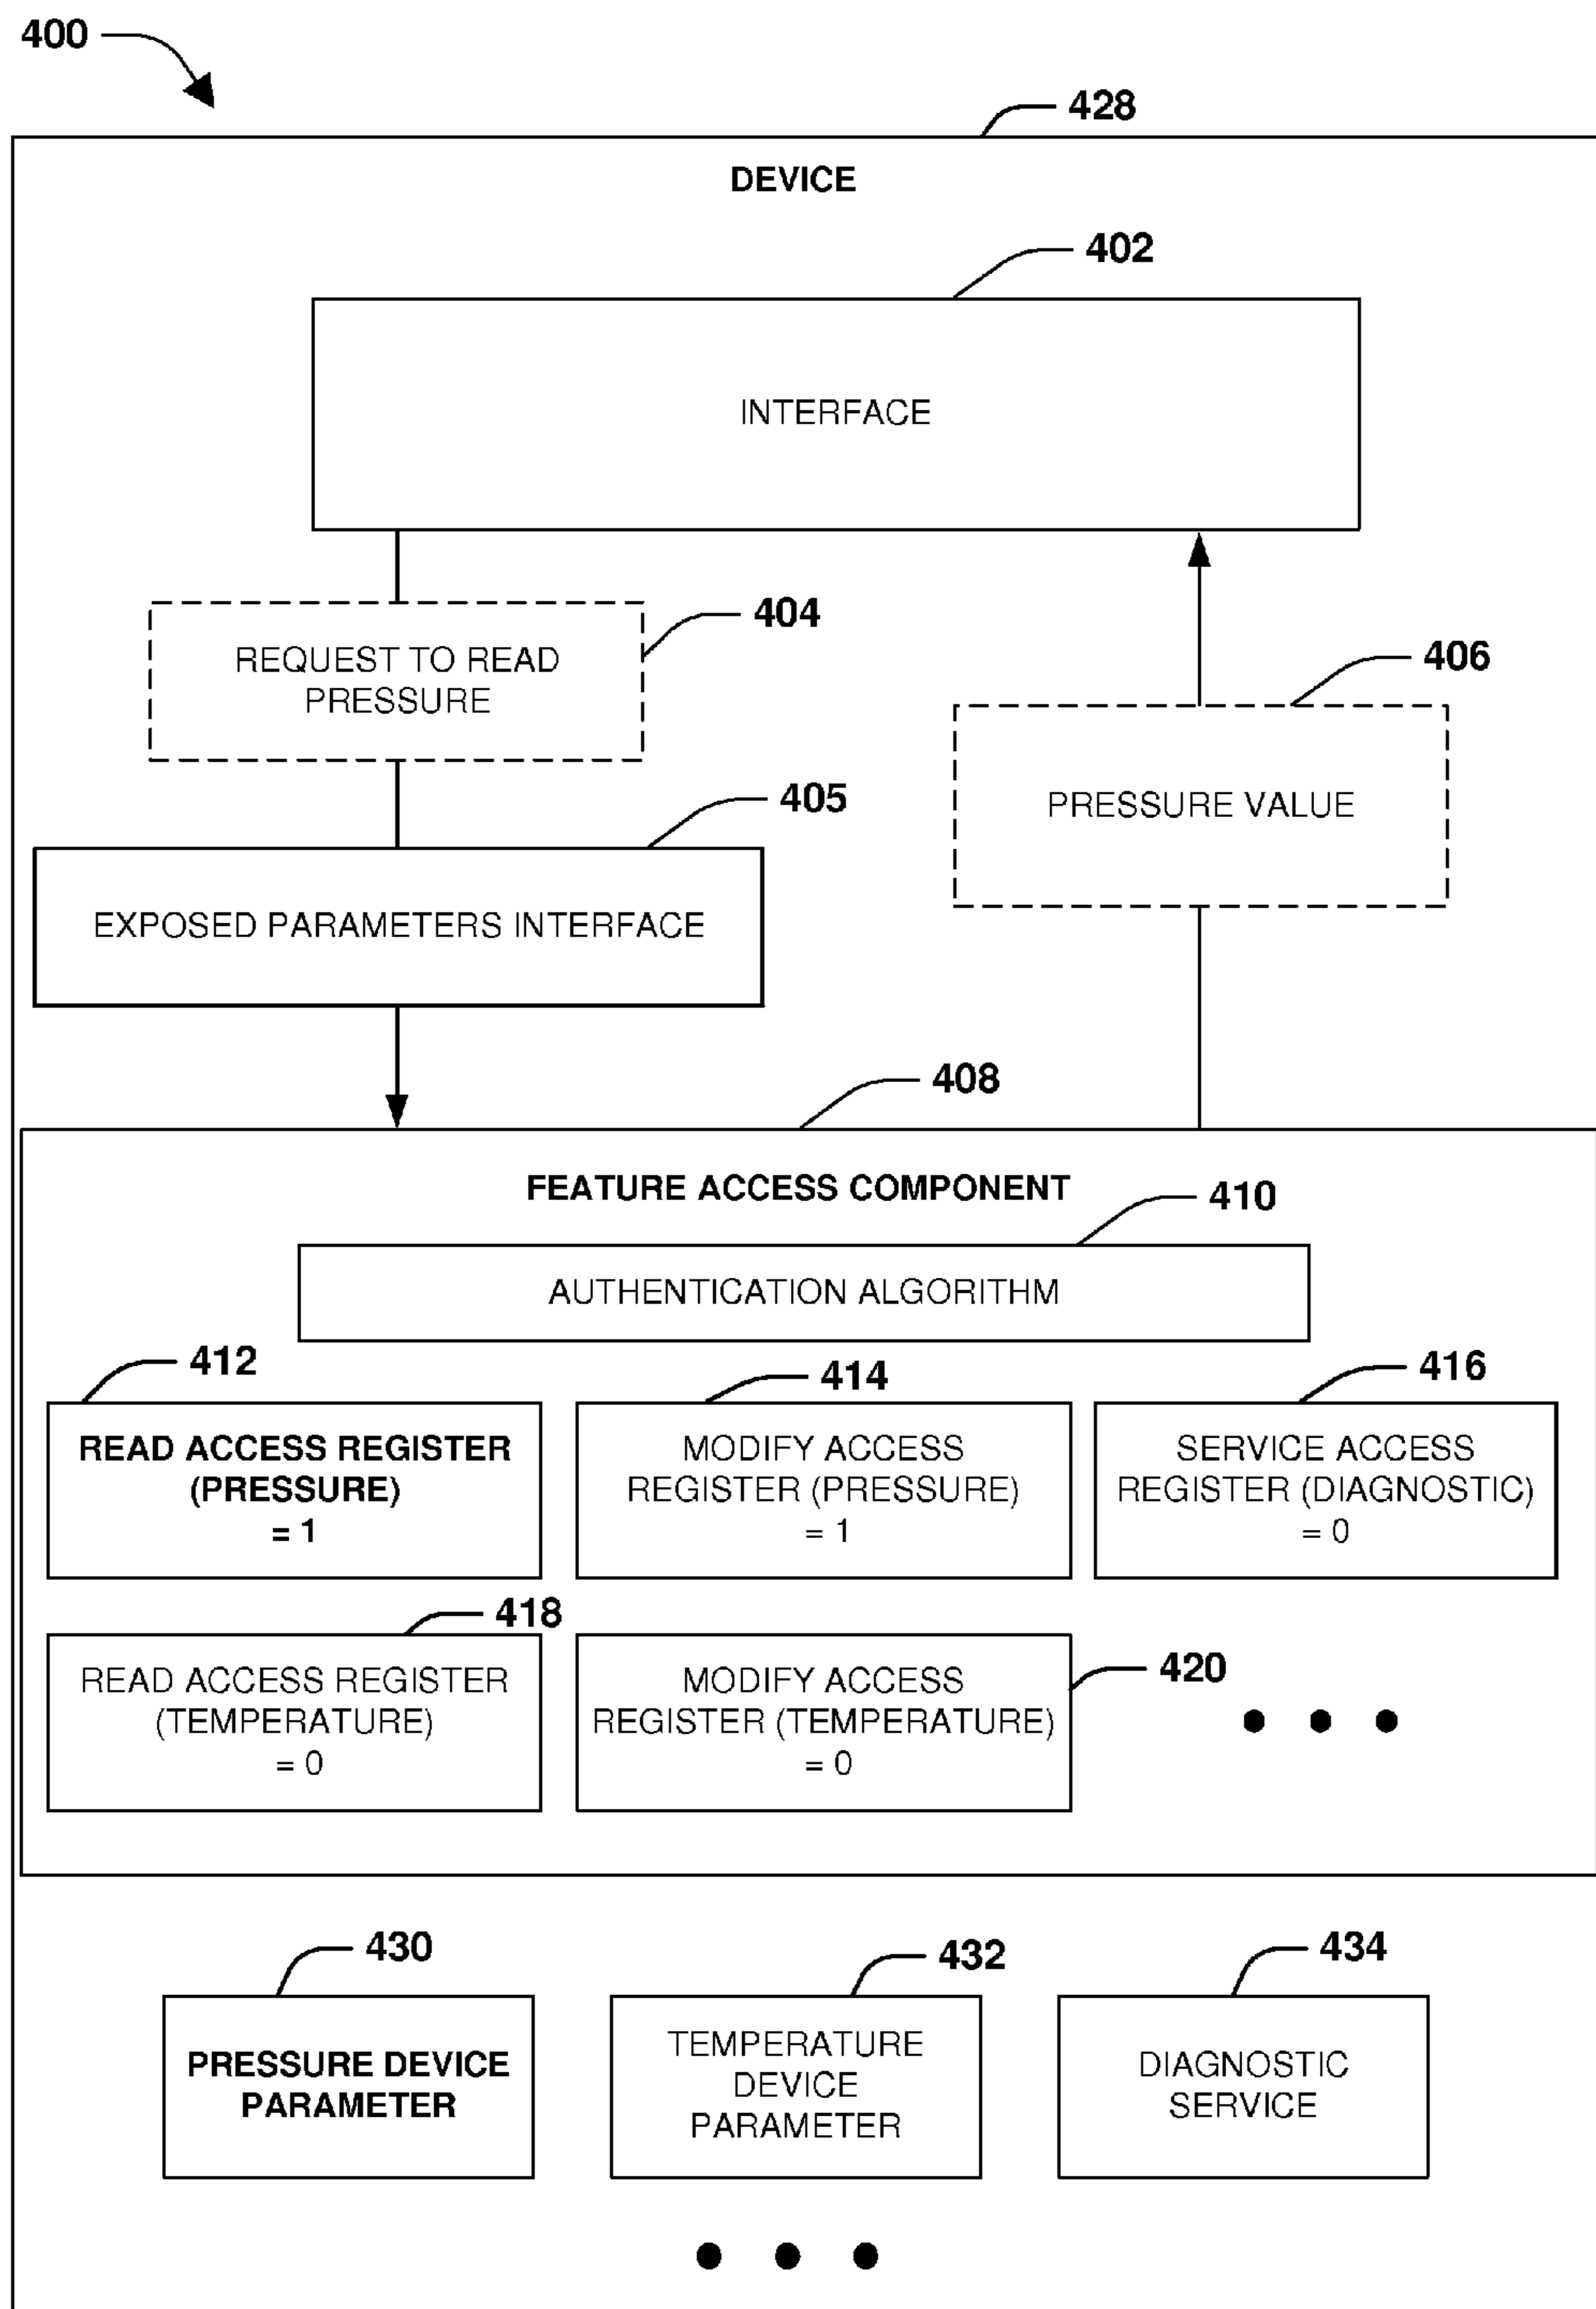 400
428
DEVICE
402
INTERFACE
404
REQUEST TO READ
PRESSURE
406
PRESSURE VALUE
405
EXPOSED PARAMETERS INTERFACE
408
FEATURE ACCESS COMPONENT
410
AUTHENTICATION ALGORITHM
412
READ ACCESS REGISTER
(PRESSURE)
= 1
414
MODIFY ACCESS
REGISTER (PRESSURE)
= 1
416
SERVICE ACCESS
REGISTER (DIAGNOSTIC)
= 0
418
READ ACCESS REGISTER
(TEMPERATURE)
= 0
420
MODIFY ACCESS
REGISTER (TEMPERATURE)
= 0
430
PRESSURE DEVICE
PARAMETER
432
TEMPERATURE
DEVICE
PARAMETER
434
DIAGNOSTIC
SERVICE